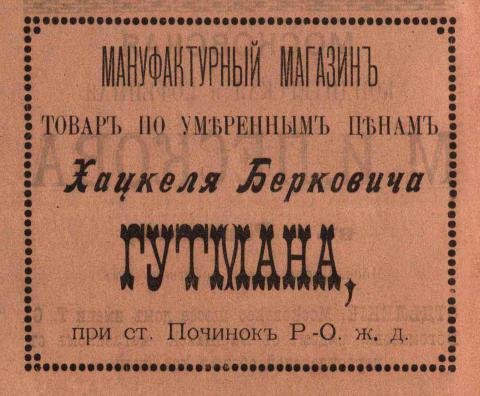 МАНУФАКТУРНЫЙ МАГАЗИНЪ
ТОВАРЪ ПО УМѢРЕННЫМЪ ЦѢНАМЪ
Хацкеля Берковича
ГУТМАНА,
при ст. Починокъ Р.-О. ж. д.